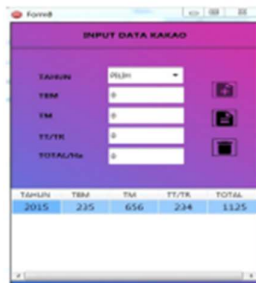 Form8
INPUT DATA KAKAO
TAHUN PILIH
TBM 0
TM 0
TT/TR 0
TOTAL/Ha 0
TAHUN TBM TM TT/TR TOTAL
2015 235 656 234 1125